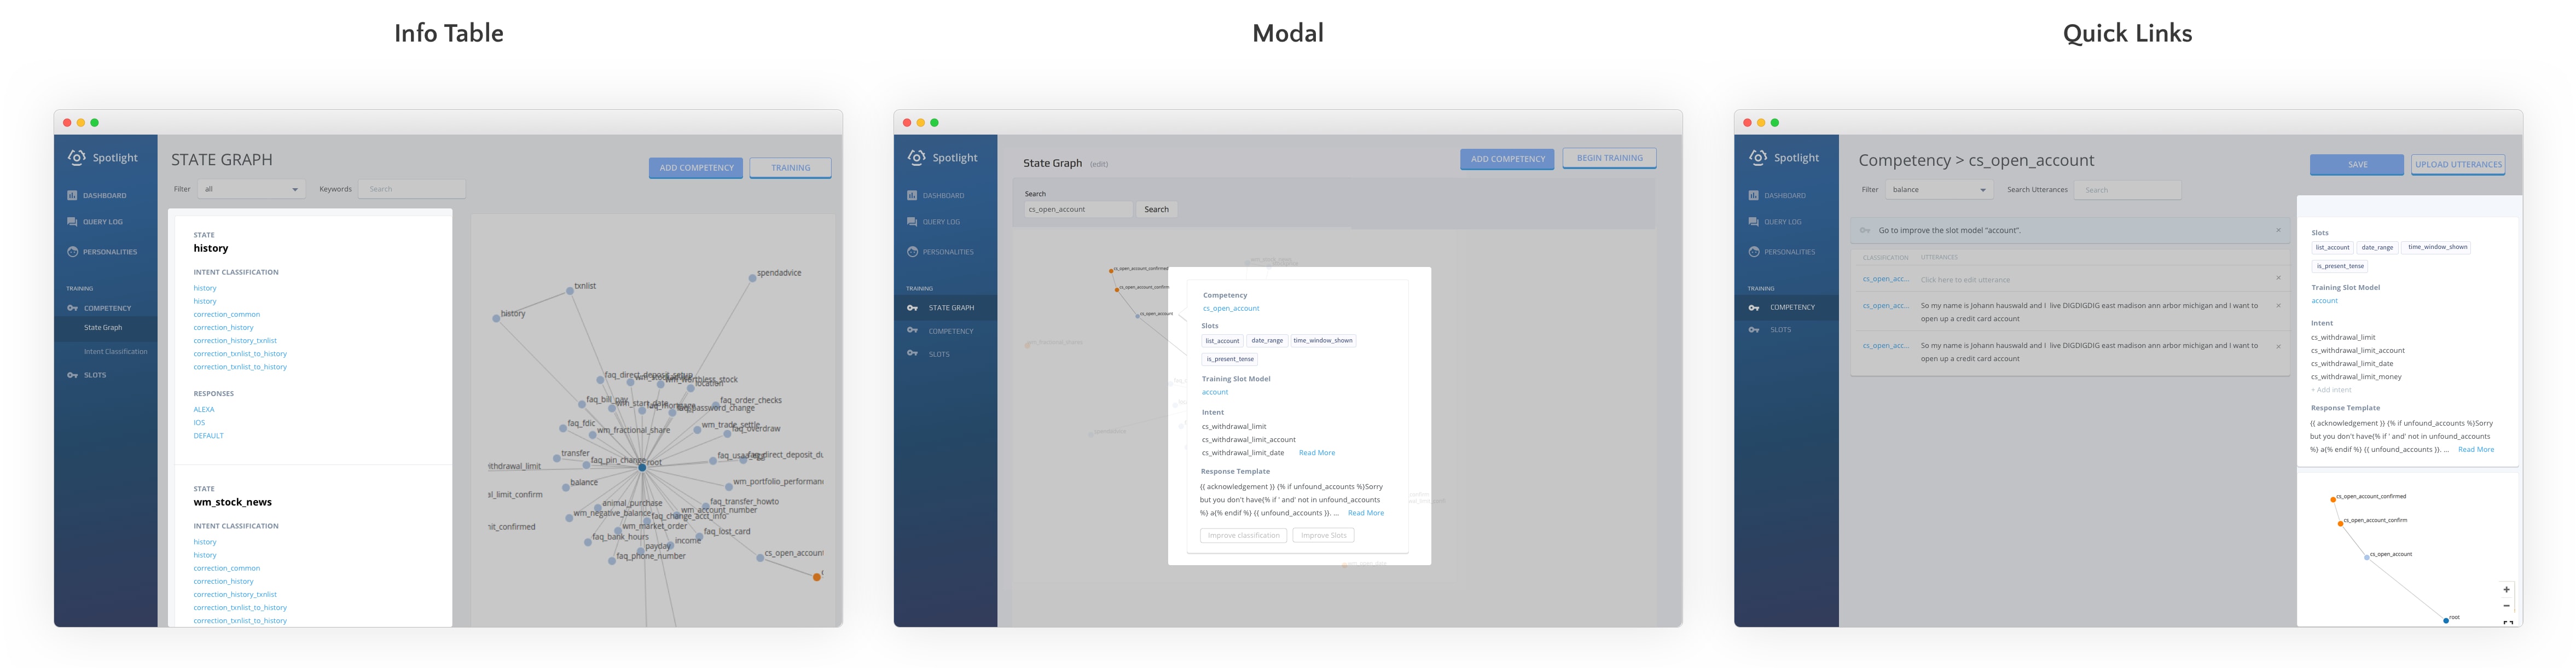 Info Table
Modal
Quick Links
Spotlight
DASHBOARD
QUERY LOG
PERSONALITIES
TRAINING
COMPETENCY
State Graph
Intent Classification
SLOTS
STATE GRAPH
ADD COMPETENCY
TRAINING
Filter
all
Keywords
Search
STATE
history
INTENT CLASSIFICATION
history
history
correction_common
correction_history
correction_history_txnlist
correction_txnlist_to_history
correction_txnlist_to_history
RESPONSES
ALEXA
IOS
DEFAULT
STATE
wm_stock_news
INTENT CLASSIFICATION
history
history
correction_common
correction_history
correction_history_txnlist
correction_txnlist_to_history
correction_txnlist_to_history
spendadvice
txnlist
history
faq_direct_deposit_setup
location
faq_bill_pay
wm_start_date
faq_order_checks
faq_fdic
wm_fractional_share
wm_trade_settle
faq_overdraw
transfer
faq_pin_change
root
faq_direct_deposit_du
ithdrawal_limit
balance
wm_portfolio_performan
al_limit_confirm
animal_purchase
faq_transfer_howto
wm_negative_balance
faq_change_acct_info
wm_account_number
nit_confirmed
wm_market_order
faq_lost_card
faq_bank_hours
payday
income
faq_phone_number
cs_open_account
Spotlight
DASHBOARD
QUERY LOG
PERSONALITIES
TRAINING
STATE GRAPH
COMPETENCY
SLOTS
State Graph (edit)
ADD COMPETENCY
BEGIN TRAINING
Search
cs_open_account
Search
cs_open_account_confirmed
cs_open_account_confirm
cs_open_account
Competency
cs_open_account
Slots
list_account date_range time_window_shown
is_present_tense
Training Slot Model
account
Intent
cs_withdrawal_limit
cs_withdrawal_limit_account
cs_withdrawal_limit_date Read More
Response Template
{{ acknowledgement }} {% if unfound_accounts %}Sorry
but you don't have{% if ' and' not in unfound_accounts
%} a{% endif %} {{ unfound_accounts }}. ... Read More
Improve classification Improve Slots
Spotlight
DASHBOARD
QUERY LOG
PERSONALITIES
TRAINING
COMPETENCY
SLOTS
Competency > cs_open_account
SAVE
UPLOAD UTTERANCES
Filter
balance
Search Utterances
Search
Go to improve the slot model "account".
CLASSIFICATION UTTERANCES
cs_open_acc... Click here to edit utterance
cs_open_acc... So my name is Johann hauswald and I live DIGDIGDIG east madison ann arbor michigan and I want to
open up a credit card account
cs_open_acc... So my name is Johann hauswald and I live DIGDIGDIG east madison ann arbor michigan and I want to
open up a credit card account
Slots
list_account date_range time_window_shown
is_present_tense
Training Slot Model
account
Intent
cs_withdrawal_limit
cs_withdrawal_limit_account
cs_withdrawal_limit_date
cs_withdrawal_limit_money
+ Add intent
Response Template
{{ acknowledgement }} {% if unfound_accounts %}Sorry
but you don't have{% if ' and' not in unfound_accounts
%} a{% endif %} {{ unfound_accounts }}. ... Read More
cs_open_account_confirmed
cs_open_account_confirm
cs_open_account
root